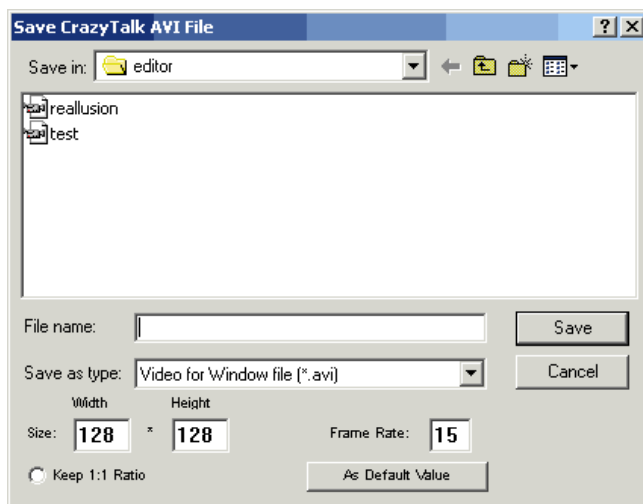 Save CrazyTalk AVI File
Save in: editor
reallusion
test
File name: Save
Save as type: Video for Window file (*.avi) Cancel
Width Height
Size: 128 * 128 Frame Rate: 15
Keep 1:1 Ratio As Default Value